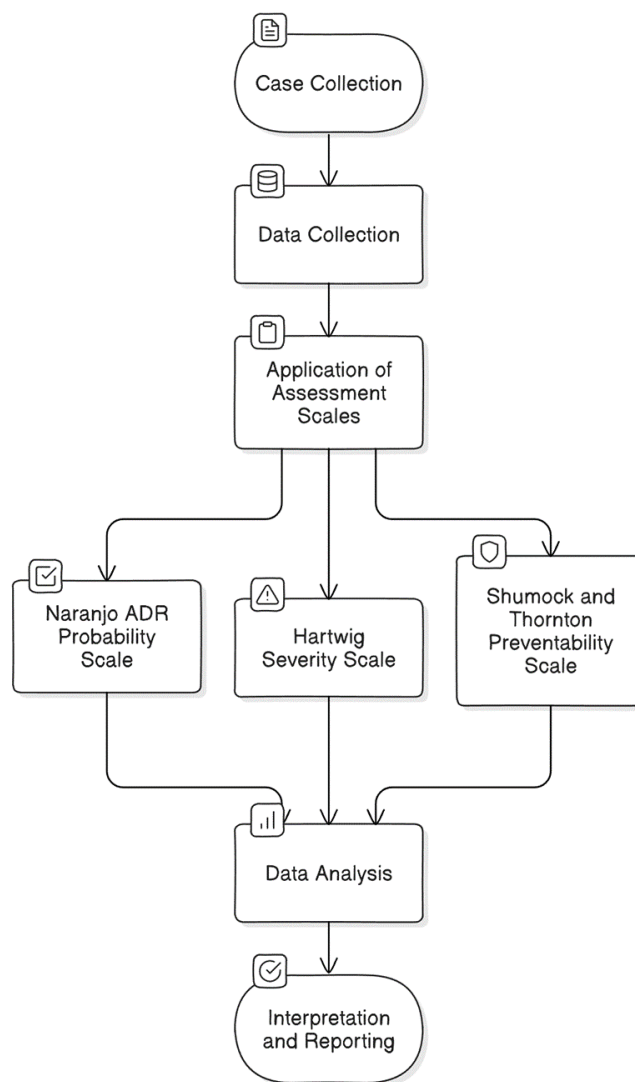 Case Collection
Data Collection
Application of
Assessment
Scales
Naranjo ADR
Probability
Scale
Hartwig
Severity Scale
Shumock and
Thornton
Preventability
Scale
Data Analysis
Interpretation
and Reporting